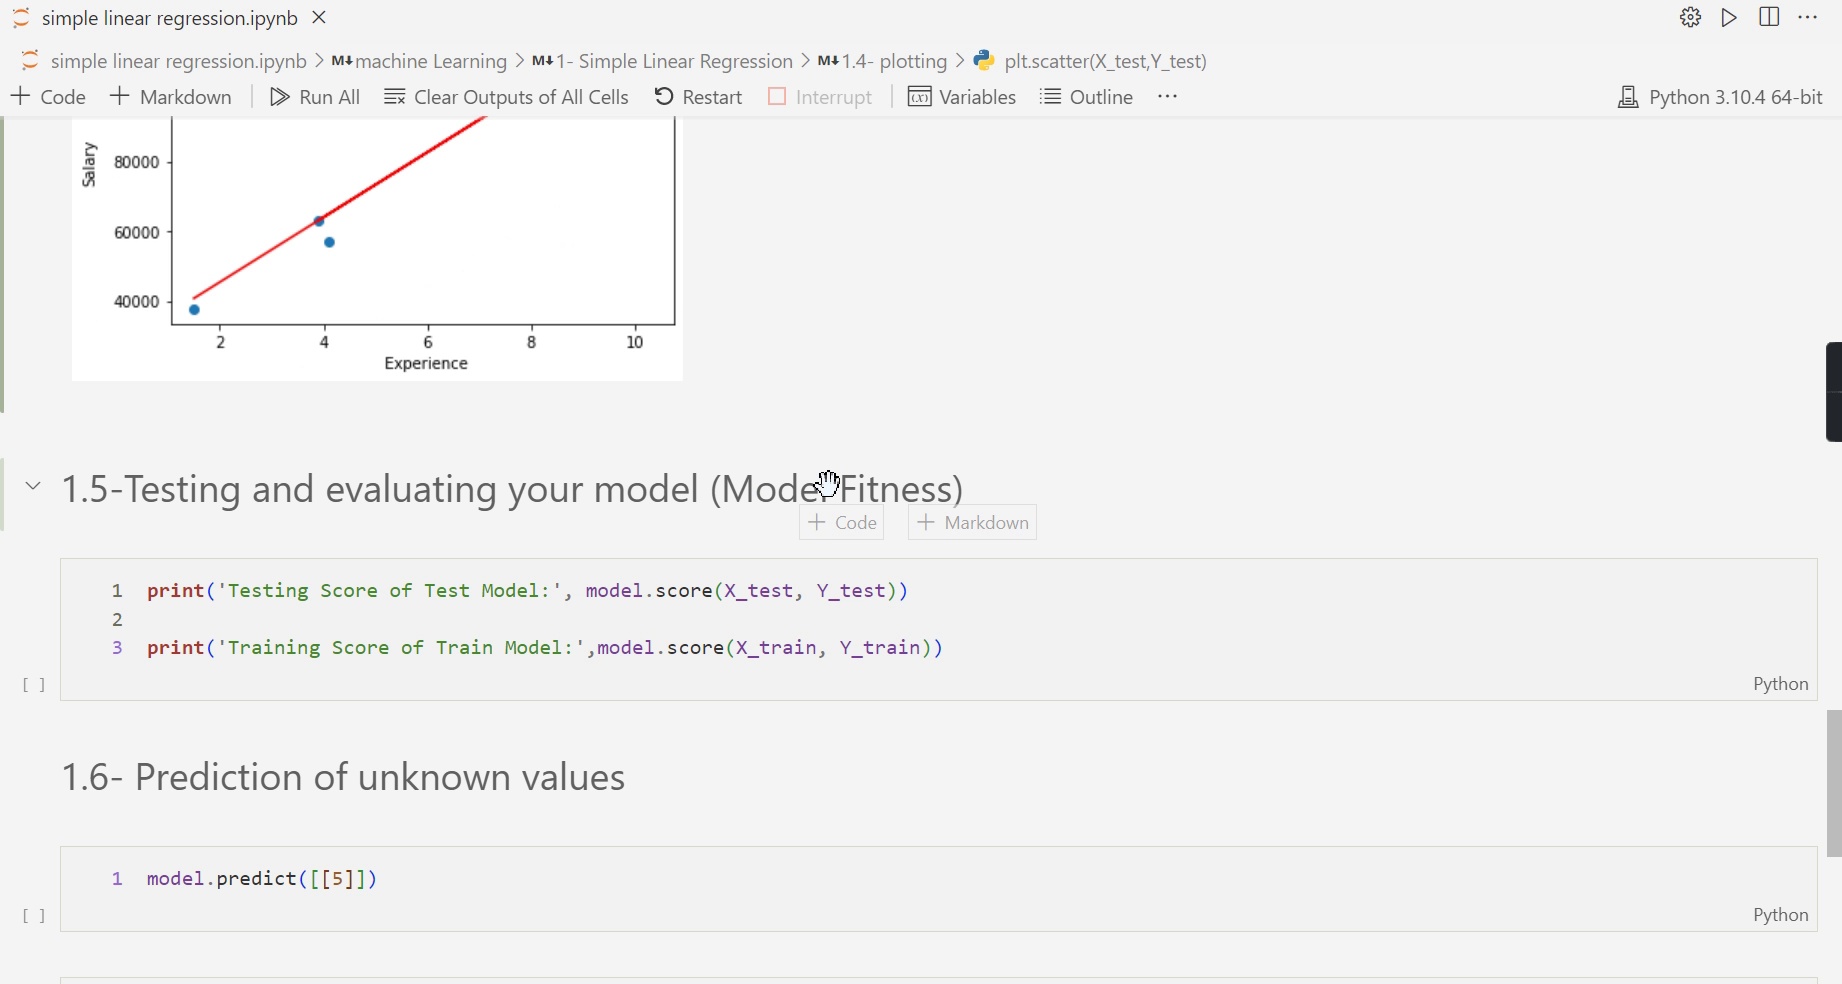 simple linear regression.ipynb
simple linear regression.ipynb > M↓ machine Learning > M↓ 1- Simple Linear Regression > M↓ 1.4- plotting > plt.scatter(X_test,Y_test)
+ Code + Markdown Run All Clear Outputs of All Cells Restart Interrupt (x) Variables Outline ··· Python 3.10.4 64-bit
Salary
80000
60000
40000
2 4 6 8 10
Experience
1.5-Testing and evaluating your model (Model Fitness)
+ Code + Markdown
1 print('Testing Score of Test Model:', model.score(X_test, Y_test))
2
3 print('Training Score of Train Model:',model.score(X_train, Y_train))
[ ] Python
1.6- Prediction of unknown values
1 model.predict([[5]])
[ ] Python